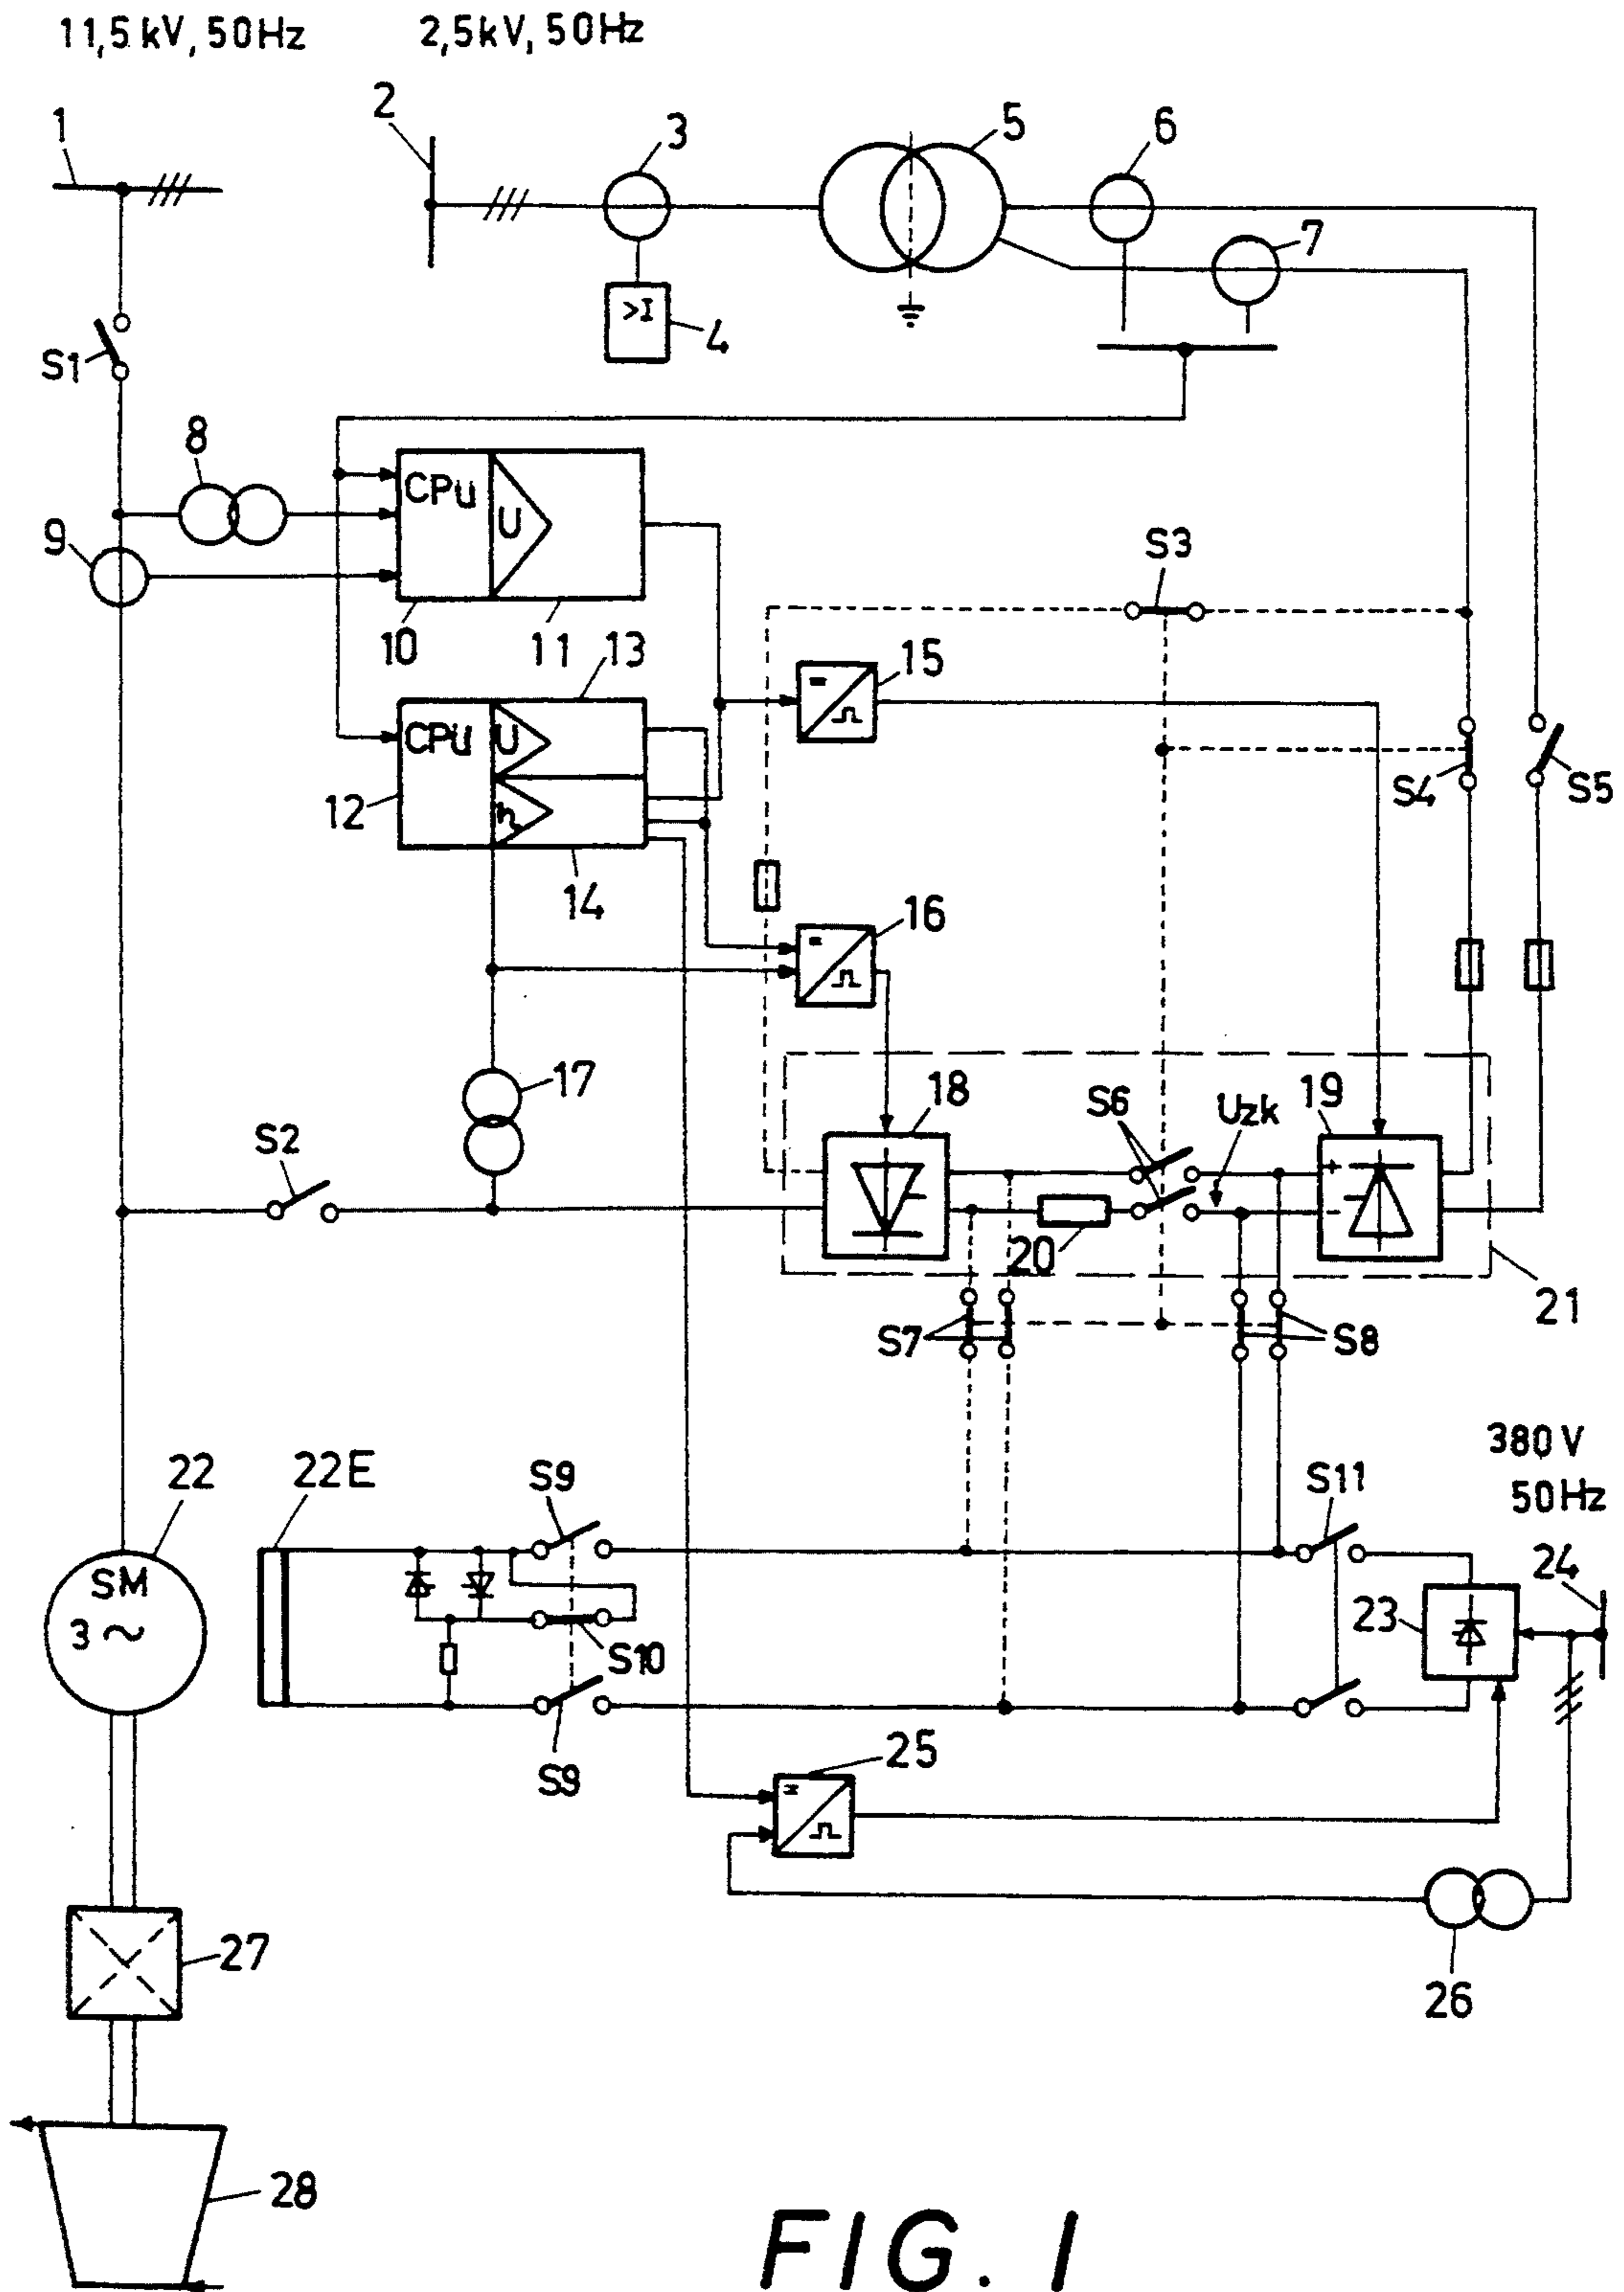 11,5 kV, 50Hz 2,5kV, 50Hz
1 2 3 5 6
7
>I 4
S1
8
CPU U
9
S3
10 11 13 15
CPU U
S4 S5
12 n
14 16
17 18 S6 Uzk 19
S2
20
21
S7 S8
380V
50Hz
22 22E S9 S11
24
SM
3 ~ 23
S10
S9 25
27
26
28
FIG. 1